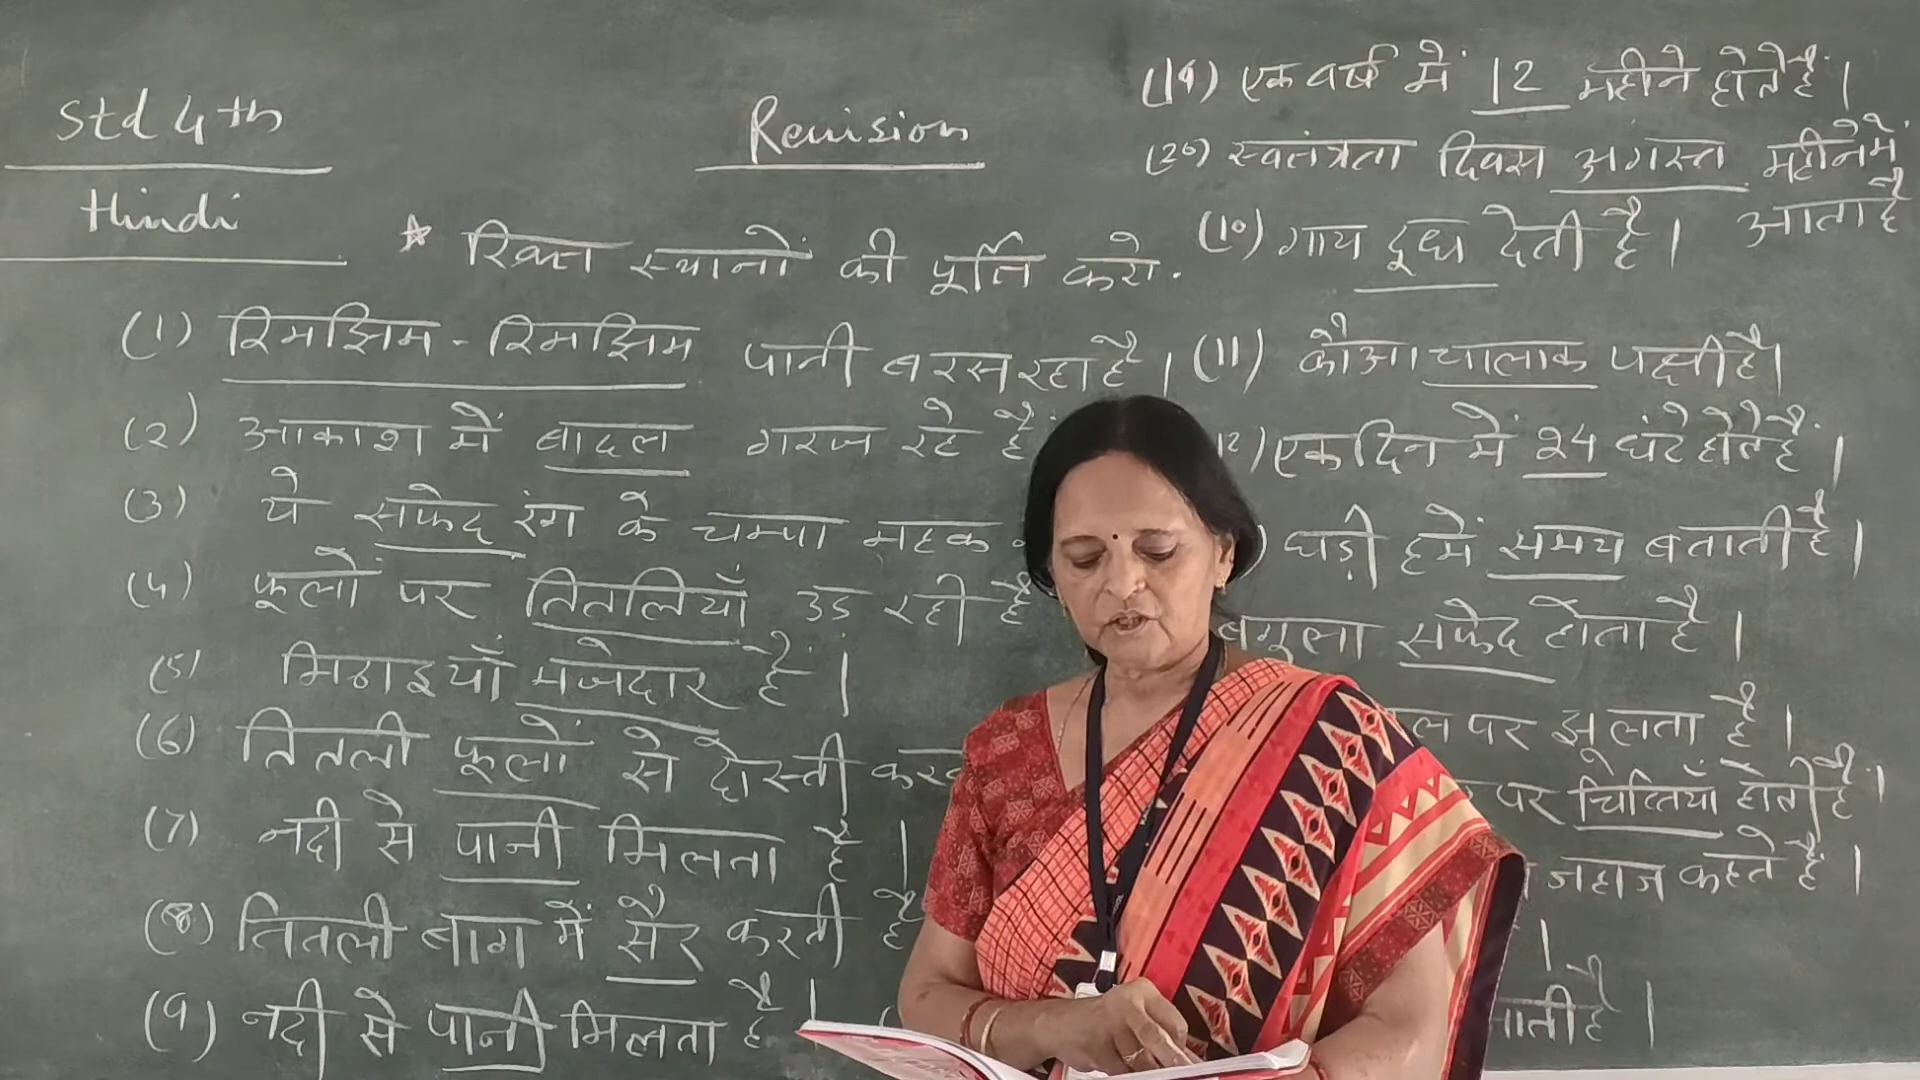 Std 4th
Hindi
Revision
* रिक्त स्थानों की पूर्ति करो.
(1) रिमझिम - रिमझिम पानी बरस रहा है।
(2) आकाश में बादल गरज रहे हैं
(3) ये सफेद रंग के चम्पा महक
(4) फूलों पर तितलियाँ उड रही हैं
(5) मिठाइयाँ मजेदार हैं।
(6) तितली फूलों से दोस्ती
(7) नदी से पानी मिलता है।
(8) तितली बाग में सैर करती है
(9) नदी से पानी मिलता है।
(19) एक वर्ष में 12 महीने होते हैं।
(20) स्वतंत्रता दिवस अगस्त महीने में
आता है
(10) गाय दूध देती है।
(11) कौआ चालाक पक्षी है।
12) एक दिन में 24 घंटे होते हैं।
) घड़ी हमें समय बताती है।
बगुला सफेद होता है।
पर झूलता है।
पर चित्तियाँ होती हैं।
जहाज कहते हैं।
।
है।